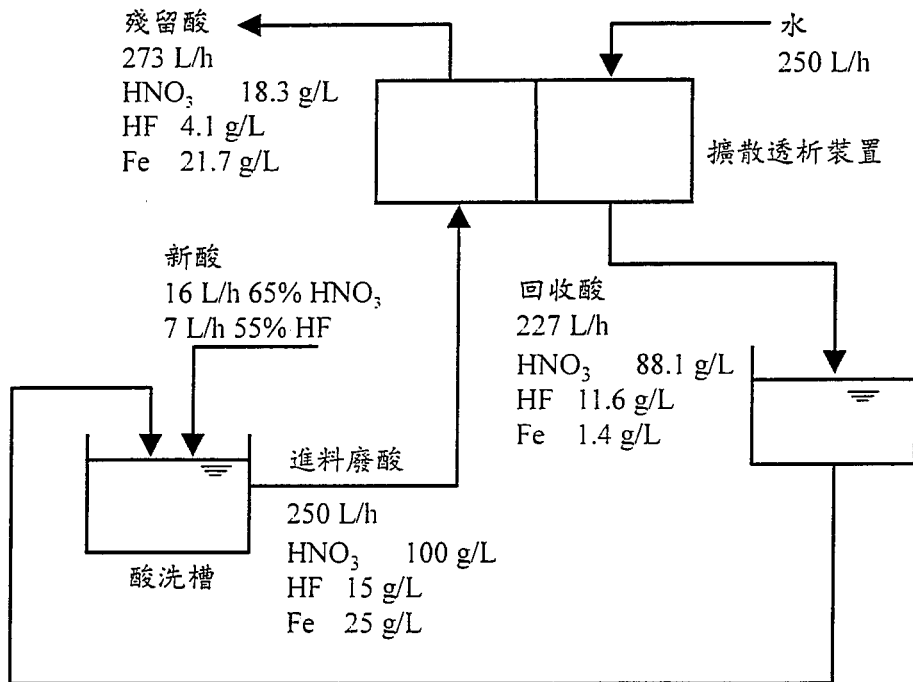 殘留酸
273 L/h
HNO₃ 18.3 g/L
HF 4.1 g/L
Fe 21.7 g/L
水
250 L/h
擴散透析裝置
新酸
16 L/h 65% HNO₃
7 L/h 55% HF
回收酸
227 L/h
HNO₃ 88.1 g/L
HF 11.6 g/L
Fe 1.4 g/L
進料廢酸
250 L/h
HNO₃ 100 g/L
HF 15 g/L
Fe 25 g/L
酸洗槽